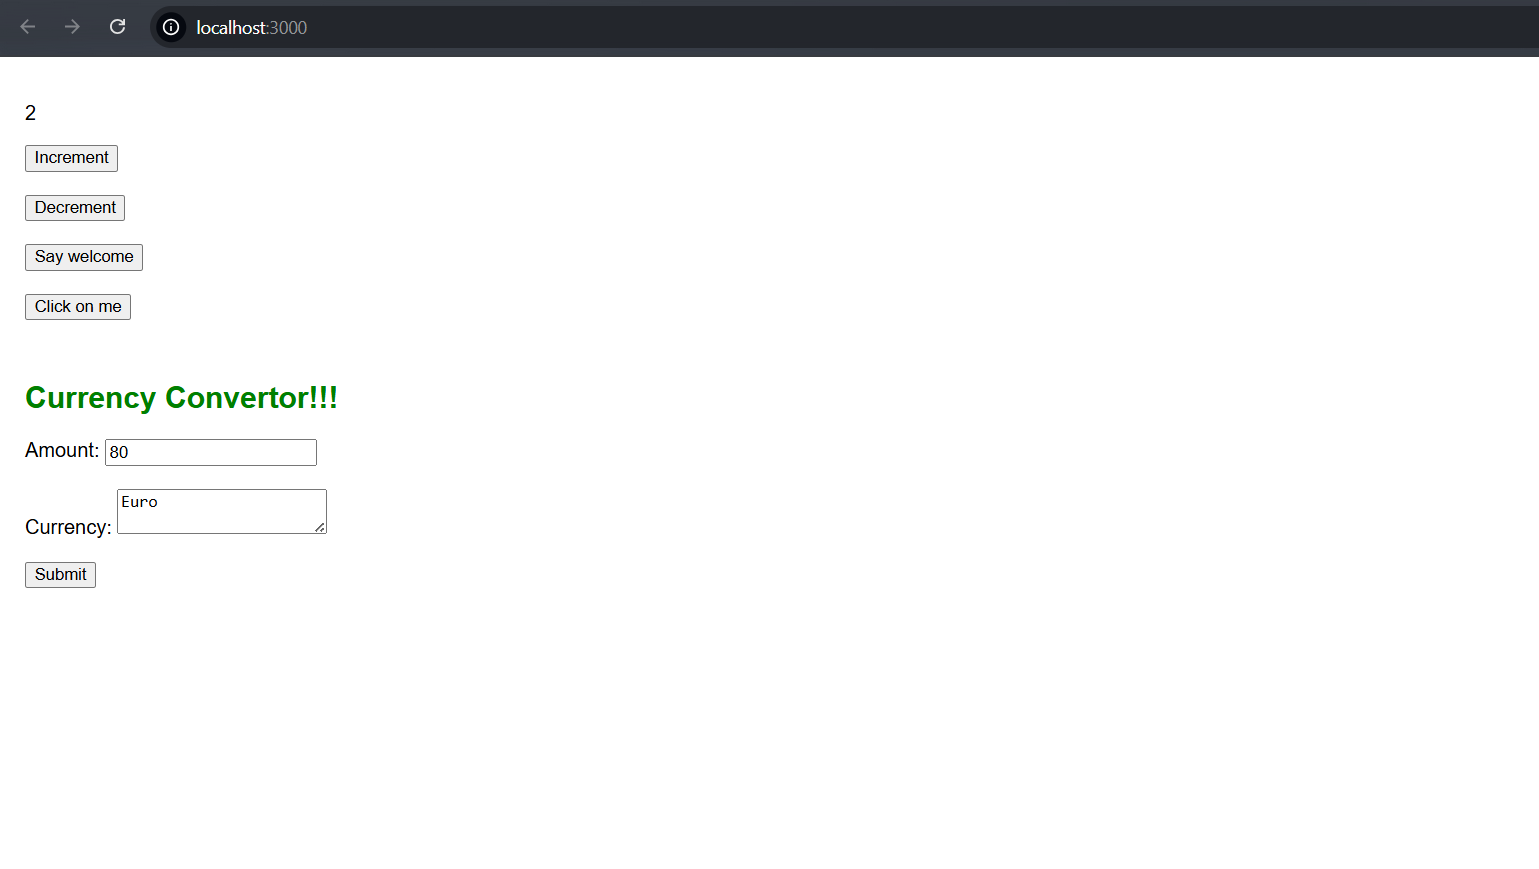 localhost:3000
2
Increment
Decrement
Say welcome
Click on me
Currency Convertor!!!
Amount: 80
Currency: Euro
Submit